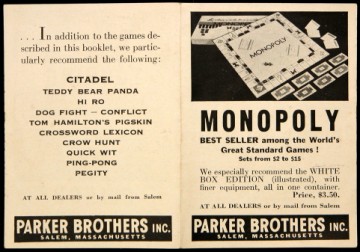 . . . In addition to the games de-
scribed in this booklet, we partic-
ularly recommend the following:
CITADEL
TEDDY BEAR PANDA
HI RO
DOG FIGHT — CONFLICT
TOM HAMILTON'S PIGSKIN
CROSSWORD LEXICON
CROW HUNT
QUICK WIT
PING-PONG
PEGITY
AT ALL DEALERS or by mail from Salem
PARKER BROTHERS INC.
SALEM, MASSACHUSETTS
MONOPOLY
MONOPOLY
BEST SELLER among the World's
Great Standard Games !
Sets from $2 to $15
We especially recommend the WHITE
BOX EDITION (illustrated), with
finer equipment, all in one container.
Price, $3.50.
AT ALL DEALERS or by mail from Salem
PARKER BROTHERS INC.
SALEM, MASSACHUSETTS